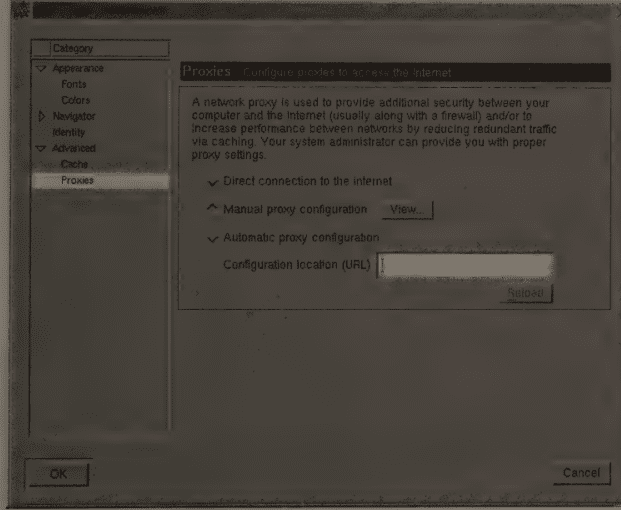 Category
Appearance
Fonts
Colors
Navigator
Identity
Advanced
Cache
Proxies
Proxies Configure proxies to access the Internet
A network proxy is used to provide additional security between your
computer and the Internet (usually along with a firewall) and/or to
increase performance between networks by reducing redundant traffic
via caching. Your system administrator can provide you with proper
proxy settings.
Direct connection to the Internet
Manual proxy configuration View...
Automatic proxy configuration
Configuration location (URL)
Reload
OK Cancel